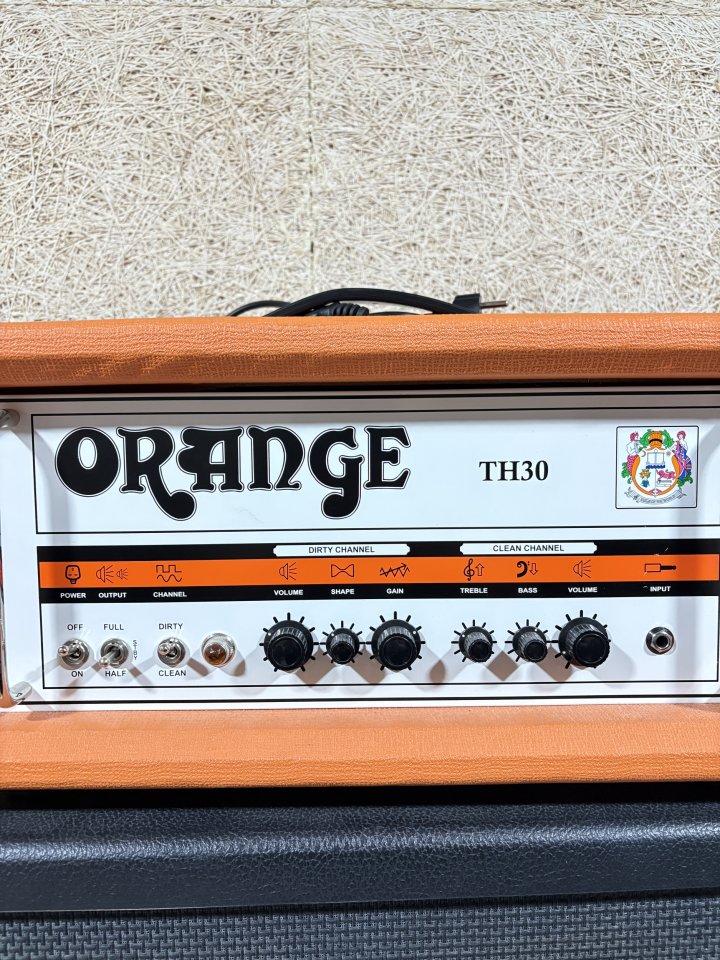 ORANGE
TH30
DIRTY CHANNEL
CLEAN CHANNEL
POWER OUTPUT CHANNEL VOLUME SHAPE GAIN TREBLE BASS VOLUME INPUT
OFF FULL DIRTY
STBY
ON HALF CLEAN